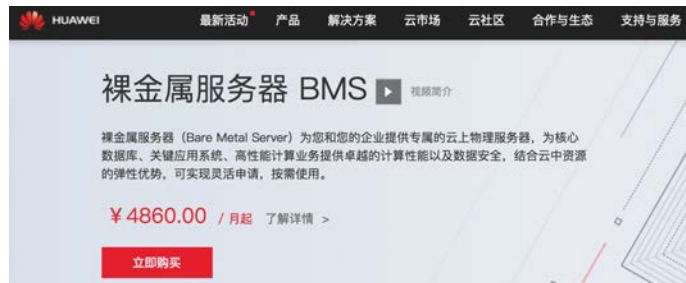 HUAWEI 最新活动 产品 解决方案 云市场 云社区 合作与生态 支持与服务
裸金属服务器 BMS 视频简介
裸金属服务器（Bare Metal Server）为您和您的企业提供专属的云上物理服务器，为核心
数据库、关键应用系统、高性能计算业务提供卓越的计算性能以及数据安全，结合云中资源
的弹性优势，可实现灵活申请，按需使用。
￥4860.00 / 月起 了解详情 >
立即购买